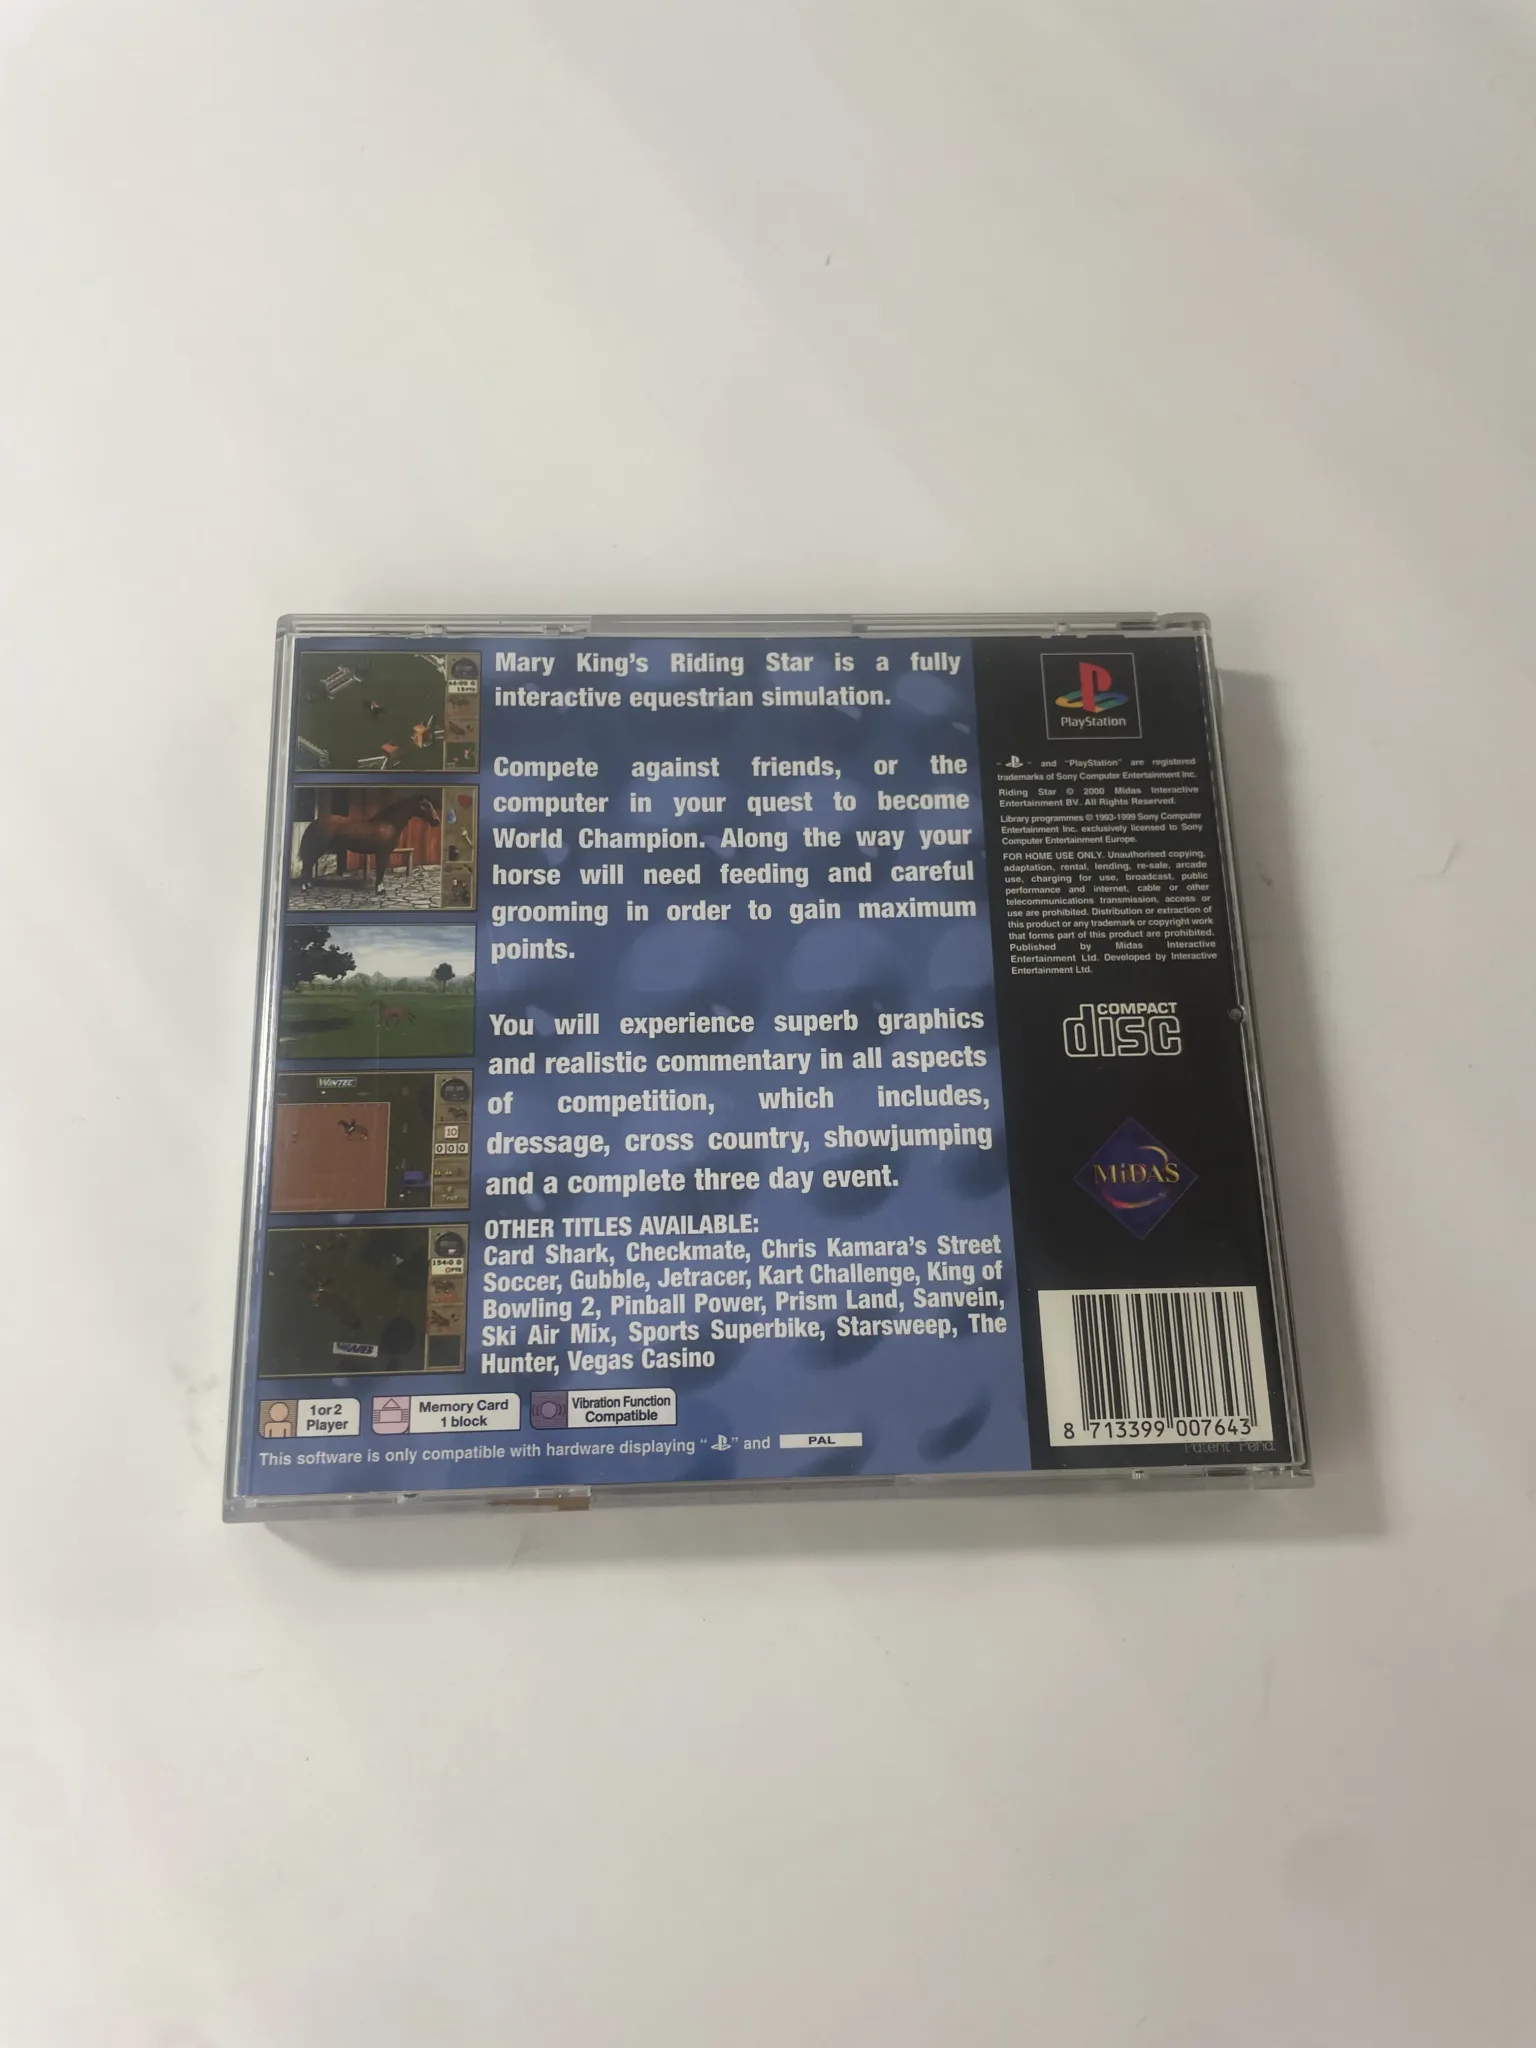 Mary King's Riding Star is a fully
interactive equestrian simulation.
Compete against friends, or the
computer in your quest to become
World Champion. Along the way your
horse will need feeding and careful
grooming in order to gain maximum
points.
You will experience superb graphics
and realistic commentary in all aspects
of competition, which includes,
dressage, cross country, showjumping
and a complete three day event.
OTHER TITLES AVAILABLE:
Card Shark, Checkmate, Chris Kamara's Street
Soccer, Gubble, Jetracer, Kart Challenge, King of
Bowling 2, Pinball Power, Prism Land, Sanvein,
Ski Air Mix, Sports Superbike, Starsweep, The
Hunter, Vegas Casino
WINTEC
10
000
1 or 2
Player
Memory Card
1 block
Vibration Function
Compatible
This software is only compatible with hardware displaying " " and PAL
PlayStation
" " and "PlayStation" are registered
trademarks of Sony Computer Entertainment Inc.
Riding Star © 2000 Midas Interactive
Entertainment BV. All Rights Reserved.
Library programmes © 1993-1999 Sony Computer
Entertainment Inc. exclusively licensed to Sony
Computer Entertainment Europe.
FOR HOME USE ONLY. Unauthorised copying,
adaptation, rental, lending, re-sale, arcade
use, charging for use, broadcast, public
performance and internet, cable or other
telecommunications transmission, access or
use are prohibited. Distribution or extraction of
this product or any trademark or copyright work
that forms part of this product are prohibited.
Published by Midas Interactive
Entertainment Ltd. Developed by Interactive
Entertainment Ltd.
COMPACT
disc
MiDAS
8 713399 007643
Patent Pend.